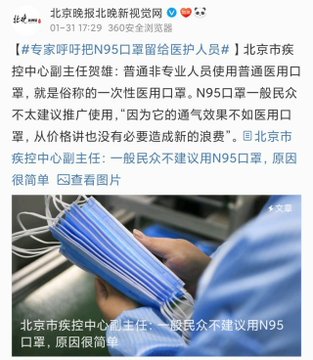 北京晚报北晚新视觉网
01-31 17:29 360安全浏览器
【#专家呼吁把N95口罩留给医护人员#】北京市疾
控中心副主任贺雄：普通非专业人员使用普通医用口
罩，就是俗称的一次性医用口罩。N95口罩一般民众
不太建议推广使用，“因为它的通气效果不如医用口
罩，从价格讲也没有必要造成新的浪费”。北京市
疾控中心副主任：一般民众不建议用N95口罩，原因
很简单 查看图片
文章
北京市疾控中心副主任：一般民众不建议用N95
口罩，原因很简单